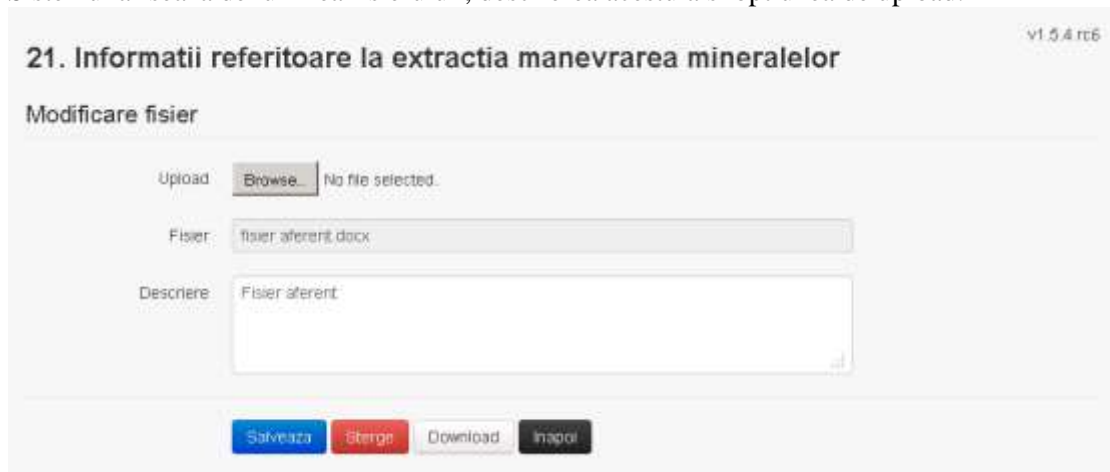 v1.5.4.rc6
21. Informatii referitoare la extractia manevrarea mineralelor
Modificare fisier
Upload Browse... No file selected.
Fisier fisier aferent.docx
Descriere Fisier aferent
Salveaza Sterge Download Inapoi